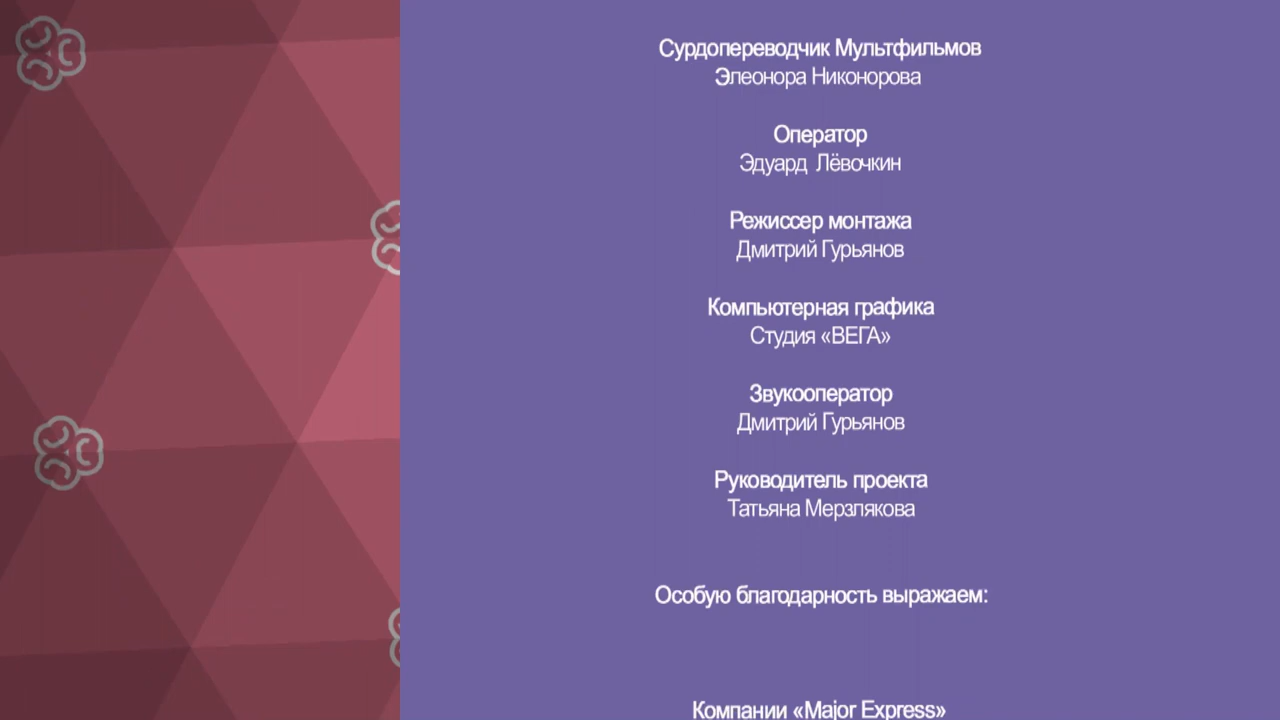 Сурдопереводчик Мультфильмов
Элеонора Никонорова
Оператор
Эдуард Лёвочкин
Режиссер монтажа
Дмитрий Гурьянов
Компьютерная графика
Студия «ВЕГА»
Звукооператор
Дмитрий Гурьянов
Руководитель проекта
Татьяна Мерзлякова
Особую благодарность выражаем:
Компании «Major Express»